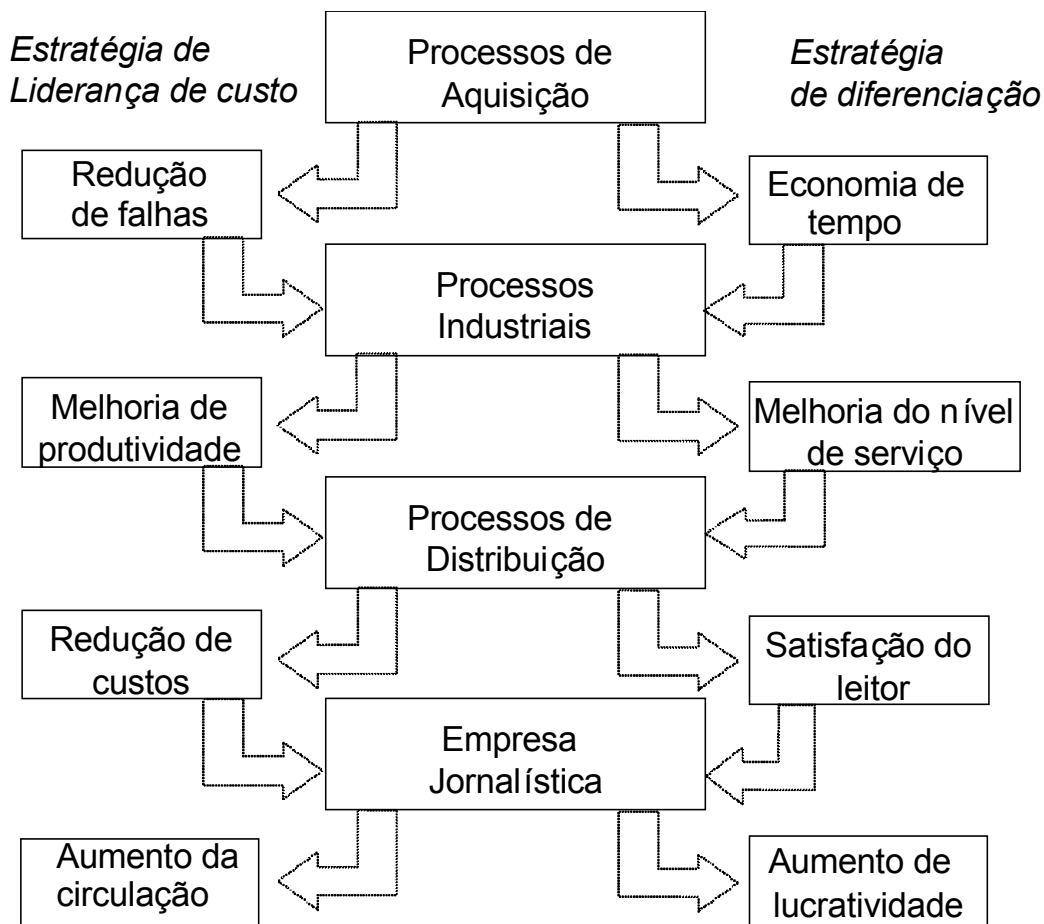 Estratégia de
Liderança de custo
Processos de
Aquisição
Estratégia
de diferenciação
Redução
de falhas
Economia de
tempo
Processos
Industriais
Melhoria de
produtividade
Melhoria do nível
de serviço
Processos de
Distribuição
Redução de
custos
Satisfação do
leitor
Empresa
Jornalística
Aumento da
circulação
Aumento de
lucratividade